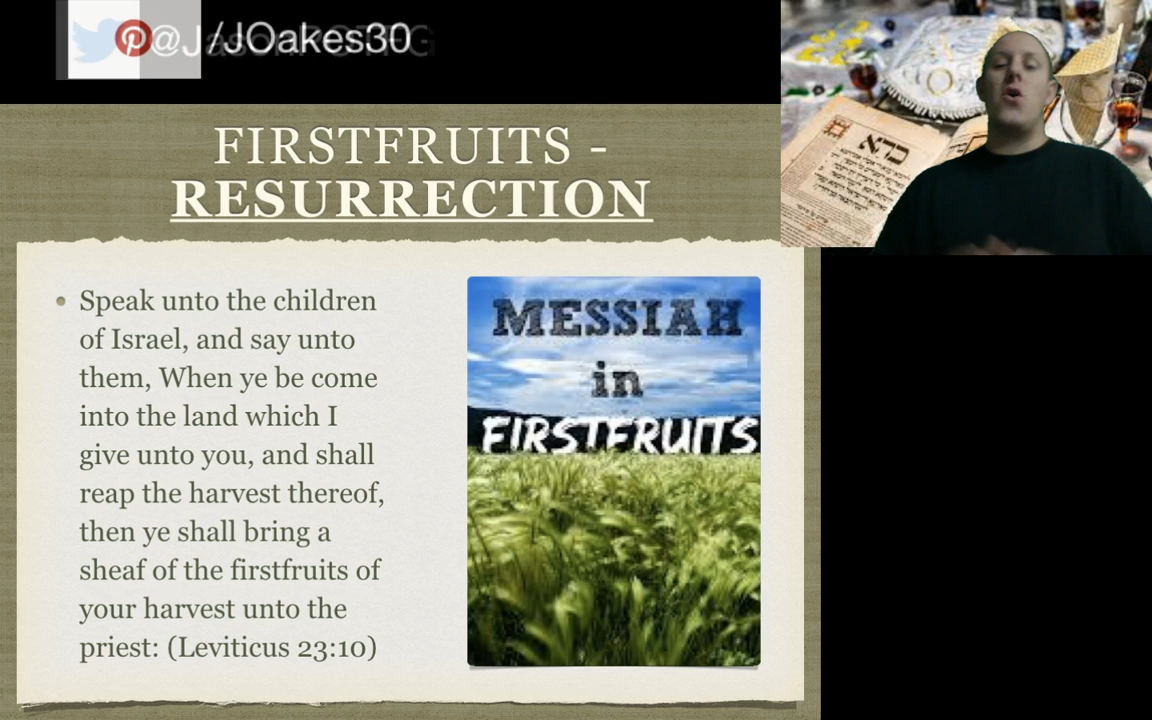 @J/JOakes30
FIRSTFRUITS -
RESURRECTION
• Speak unto the children
of Israel, and say unto
them, When ye be come
into the land which I
give unto you, and shall
reap the harvest thereof,
then ye shall bring a
sheaf of the firstfruits of
your harvest unto the
priest: (Leviticus 23:10)
MESSIAH
in
FIRSTFRUITS